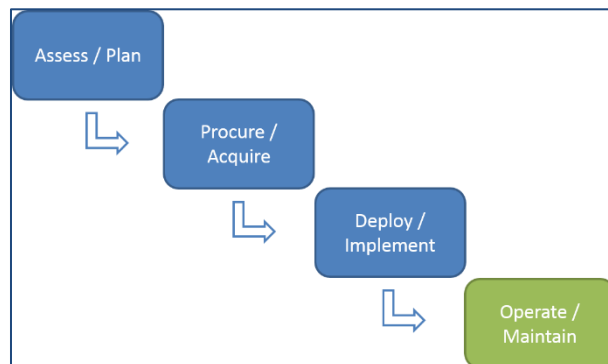 Assess / Plan
Procure /
Acquire
Deploy /
Implement
Operate /
Maintain